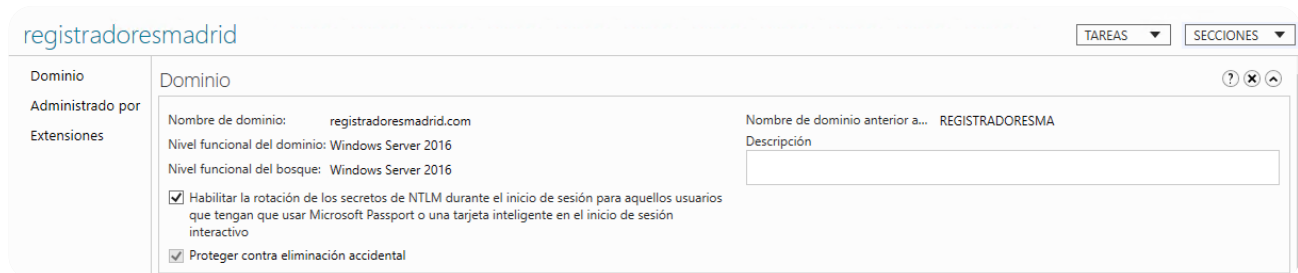 registradoresmadrid
TAREAS
SECCIONES
Dominio
Administrado por
Extensiones
Dominio
Nombre de dominio: registradoresmadrid.com
Nivel funcional del dominio: Windows Server 2016
Nivel funcional del bosque: Windows Server 2016
Habilitar la rotación de los secretos de NTLM durante el inicio de sesión para aquellos usuarios
que tengan que usar Microsoft Passport o una tarjeta inteligente en el inicio de sesión
interactivo
Proteger contra eliminación accidental
Nombre de dominio anterior a... REGISTRADORESMA
Descripción